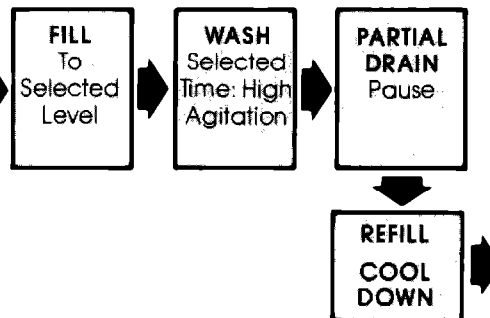 FILL
To
Selected
Level
WASH
Selected
Time: High
Agitation
PARTIAL
DRAIN
Pause
REFILL
COOL
DOWN